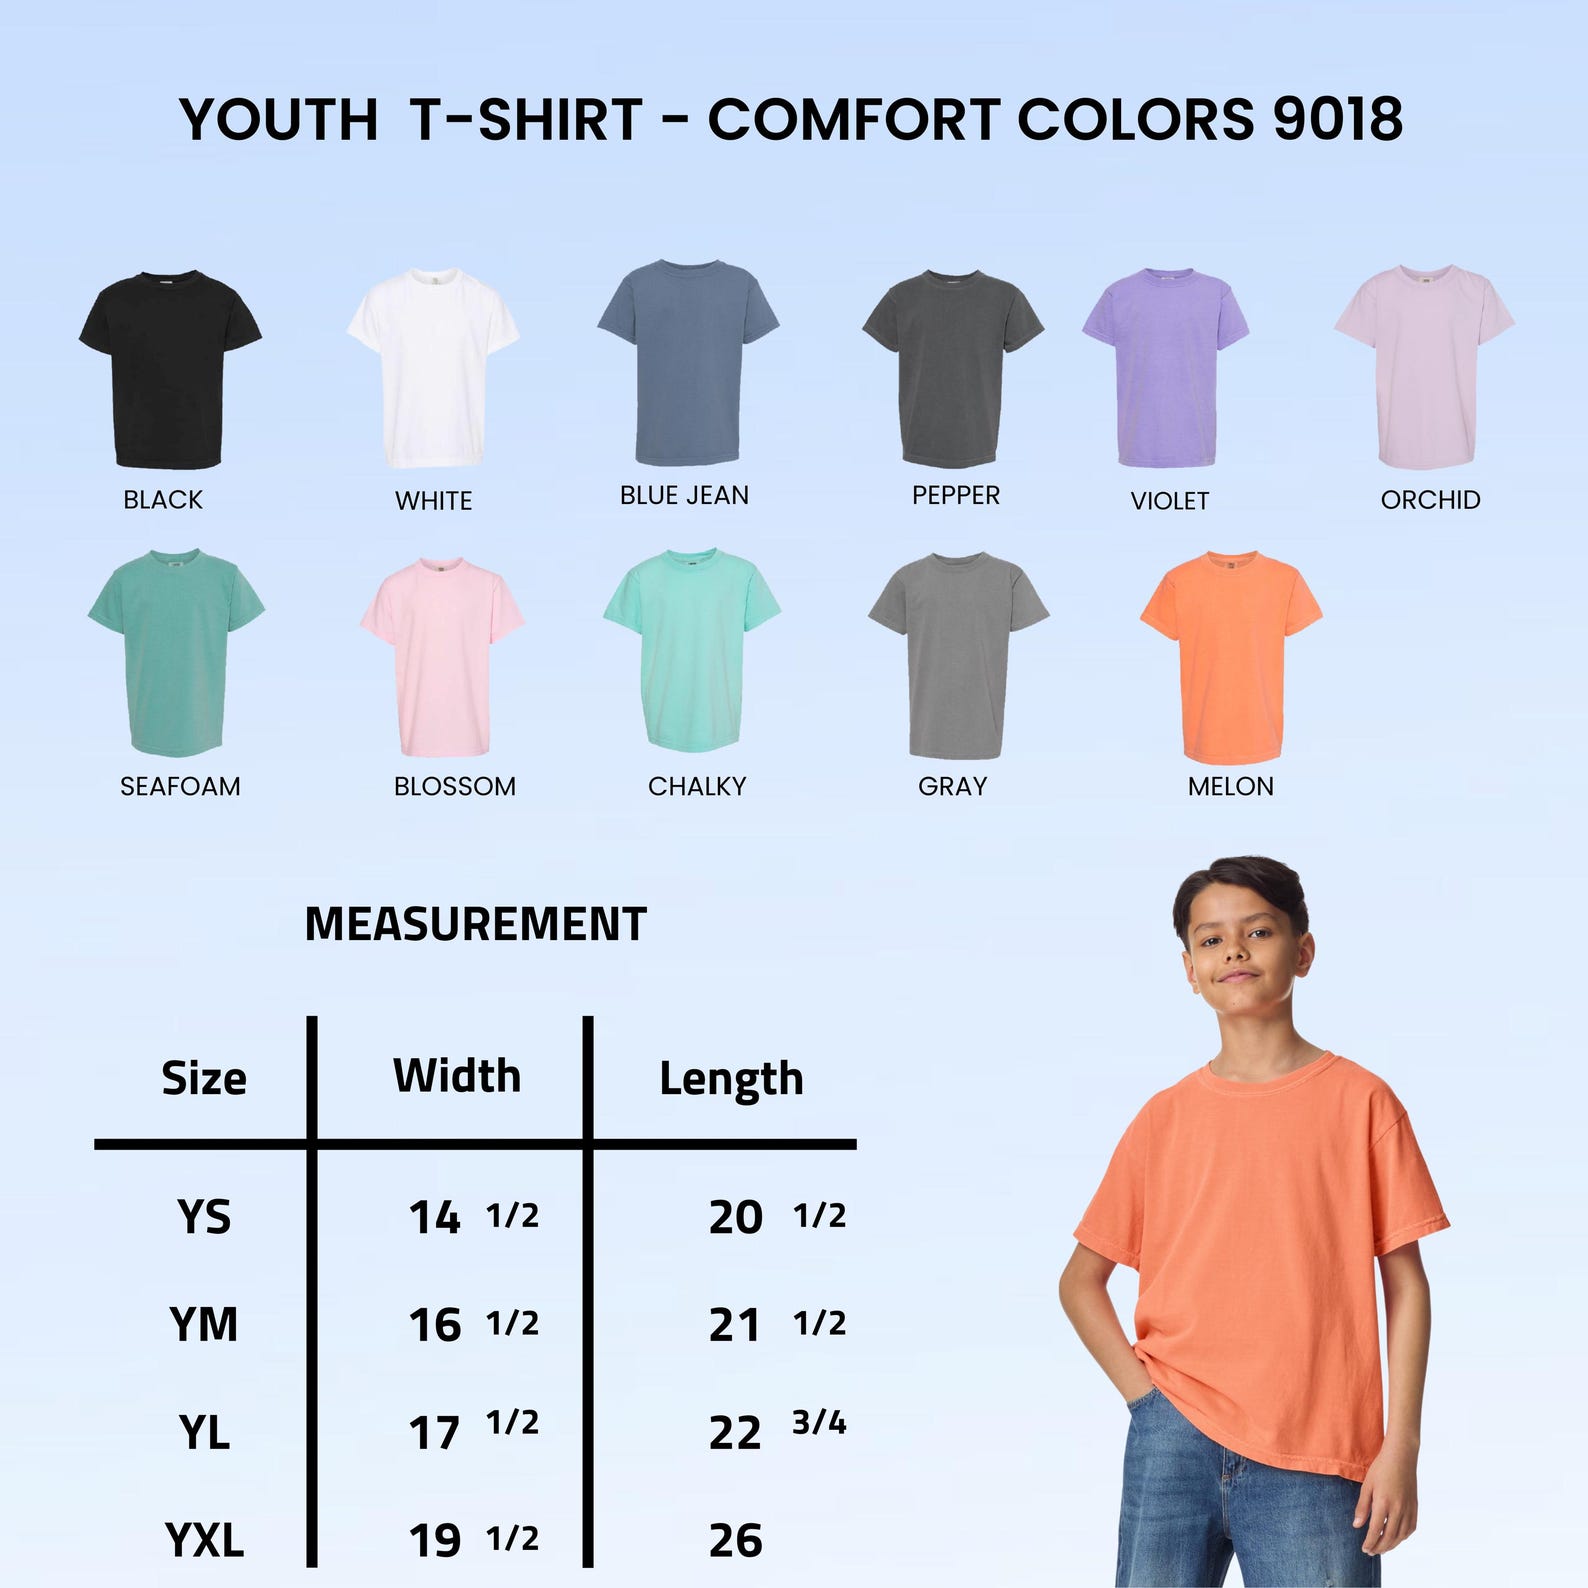 YOUTH T-SHIRT - COMFORT COLORS 9018
BLACK WHITE BLUE JEAN PEPPER VIOLET ORCHID
SEAFOAM BLOSSOM CHALKY GRAY MELON
MEASUREMENT
Size Width Length
YS 14 1/2 20 1/2
YM 16 1/2 21 1/2
YL 17 1/2 22 3/4
YXL 19 1/2 26